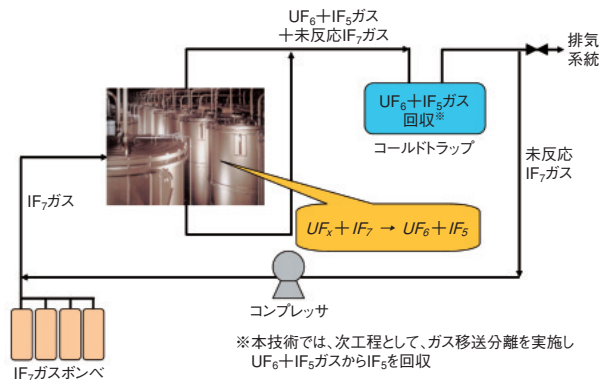 UF₆＋IF₅ガス
＋未反応IF₇ガス
排気
系統
UF₆＋IF₅ガス
回収※
コールドトラップ
未反応
IF₇ガス
IF₇ガス
UFₓ＋IF₇ → UF₆＋IF₅
コンプレッサ
※本技術では、次工程として、ガス移送分離を実施し
UF₆＋IF₅ガスからIF₅を回収
IF₇ガスボンベ